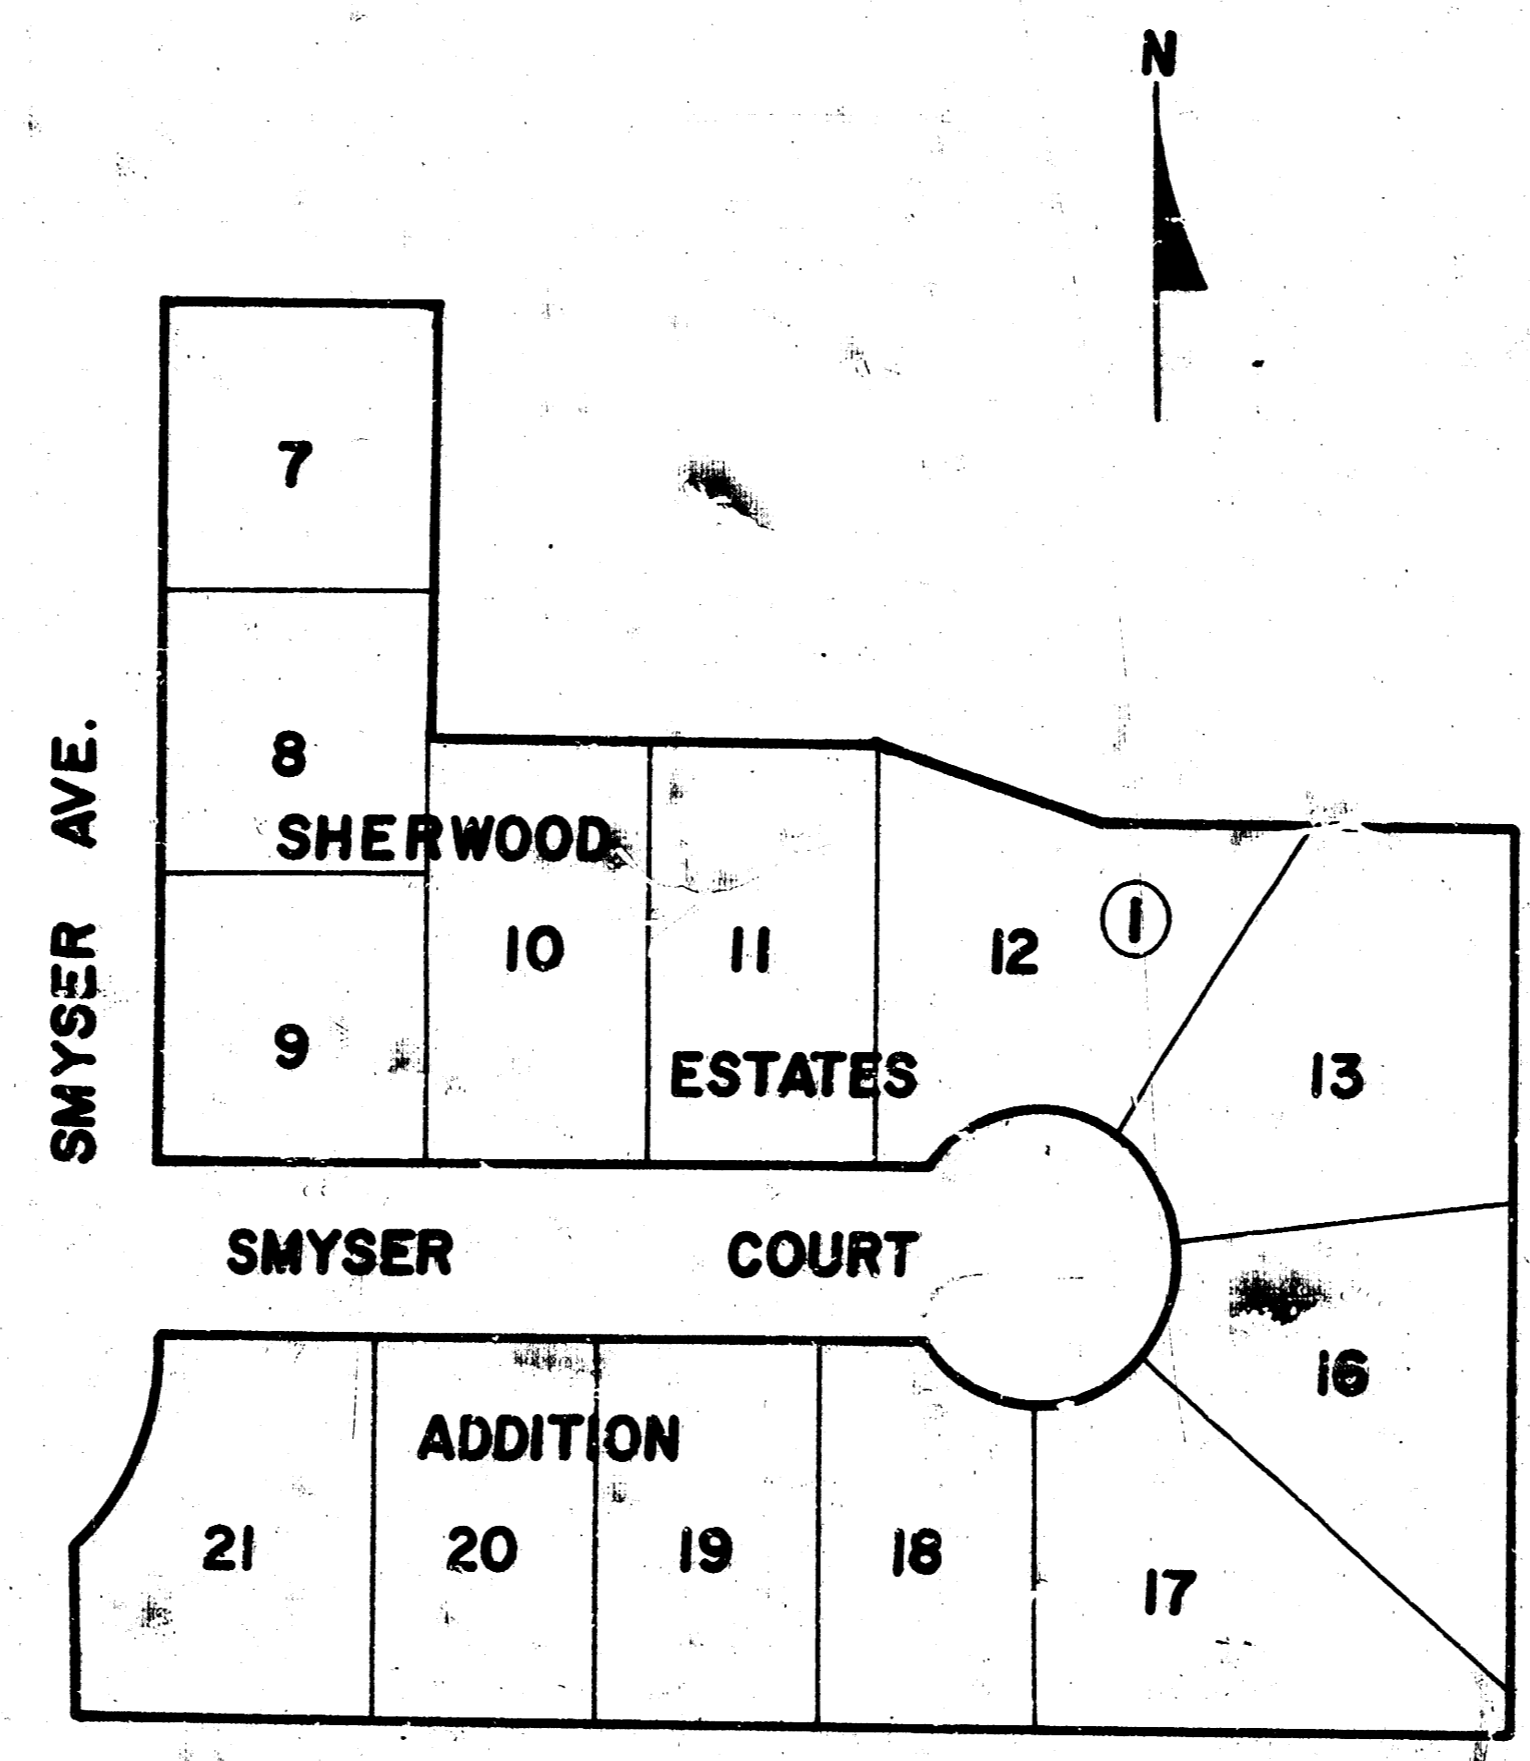 N
7
8
SMYSER AVE.
SHERWOOD
10
11
12
1
9
ESTATES
13
SMYSER COURT
16
ADDITION
21
20
19
18
17